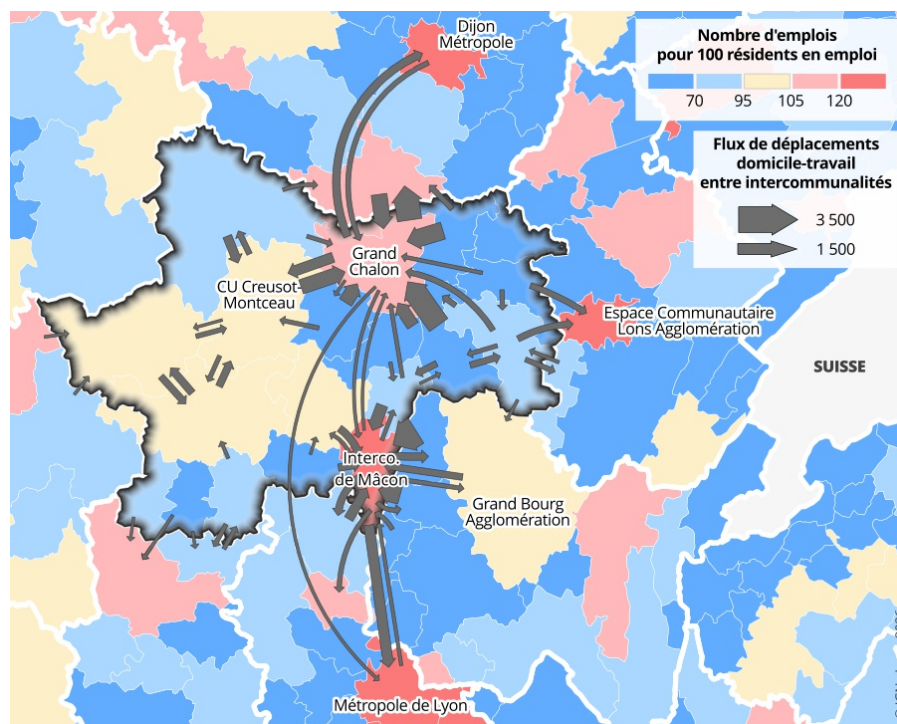 Dijon
Métropole
Nombre d'emplois
pour 100 résidents en emploi
70 95 105 120
Flux de déplacements
domicile-travail
entre intercommunalités
3 500
1 500
Grand
Chalon
CU Creusot-
Montceau
Espace Communautaire
Lons Agglomération
SUISSE
Interco.
de Mâcon
Grand Bourg
Agglomération
Métropole de Lyon